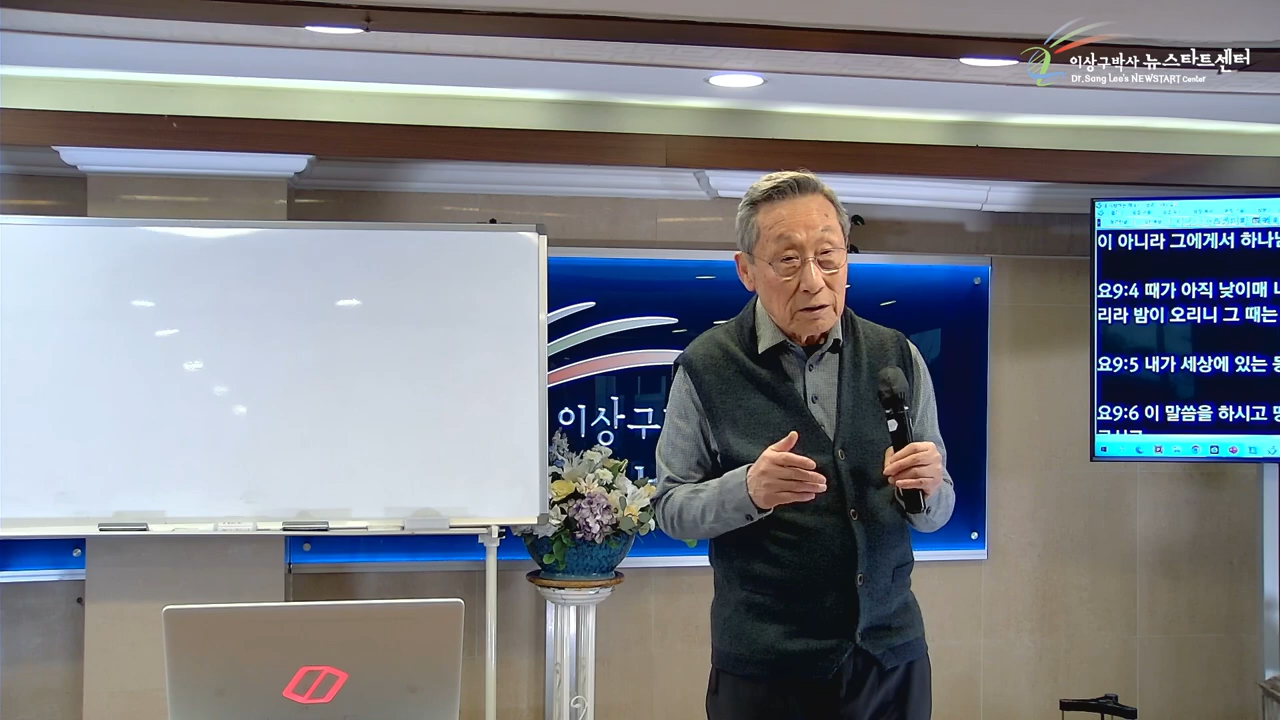 이상구박사 뉴스타트센터
Dr.Sang Lee's NEWSTART Center
이 아니라 그에게서 하나님
요9:4 때가 아직 낮이매
리라 밤이 오리니 그 때는
요9:5 내가 세상에 있는
요9:6 이 말씀을 하시고
이상구